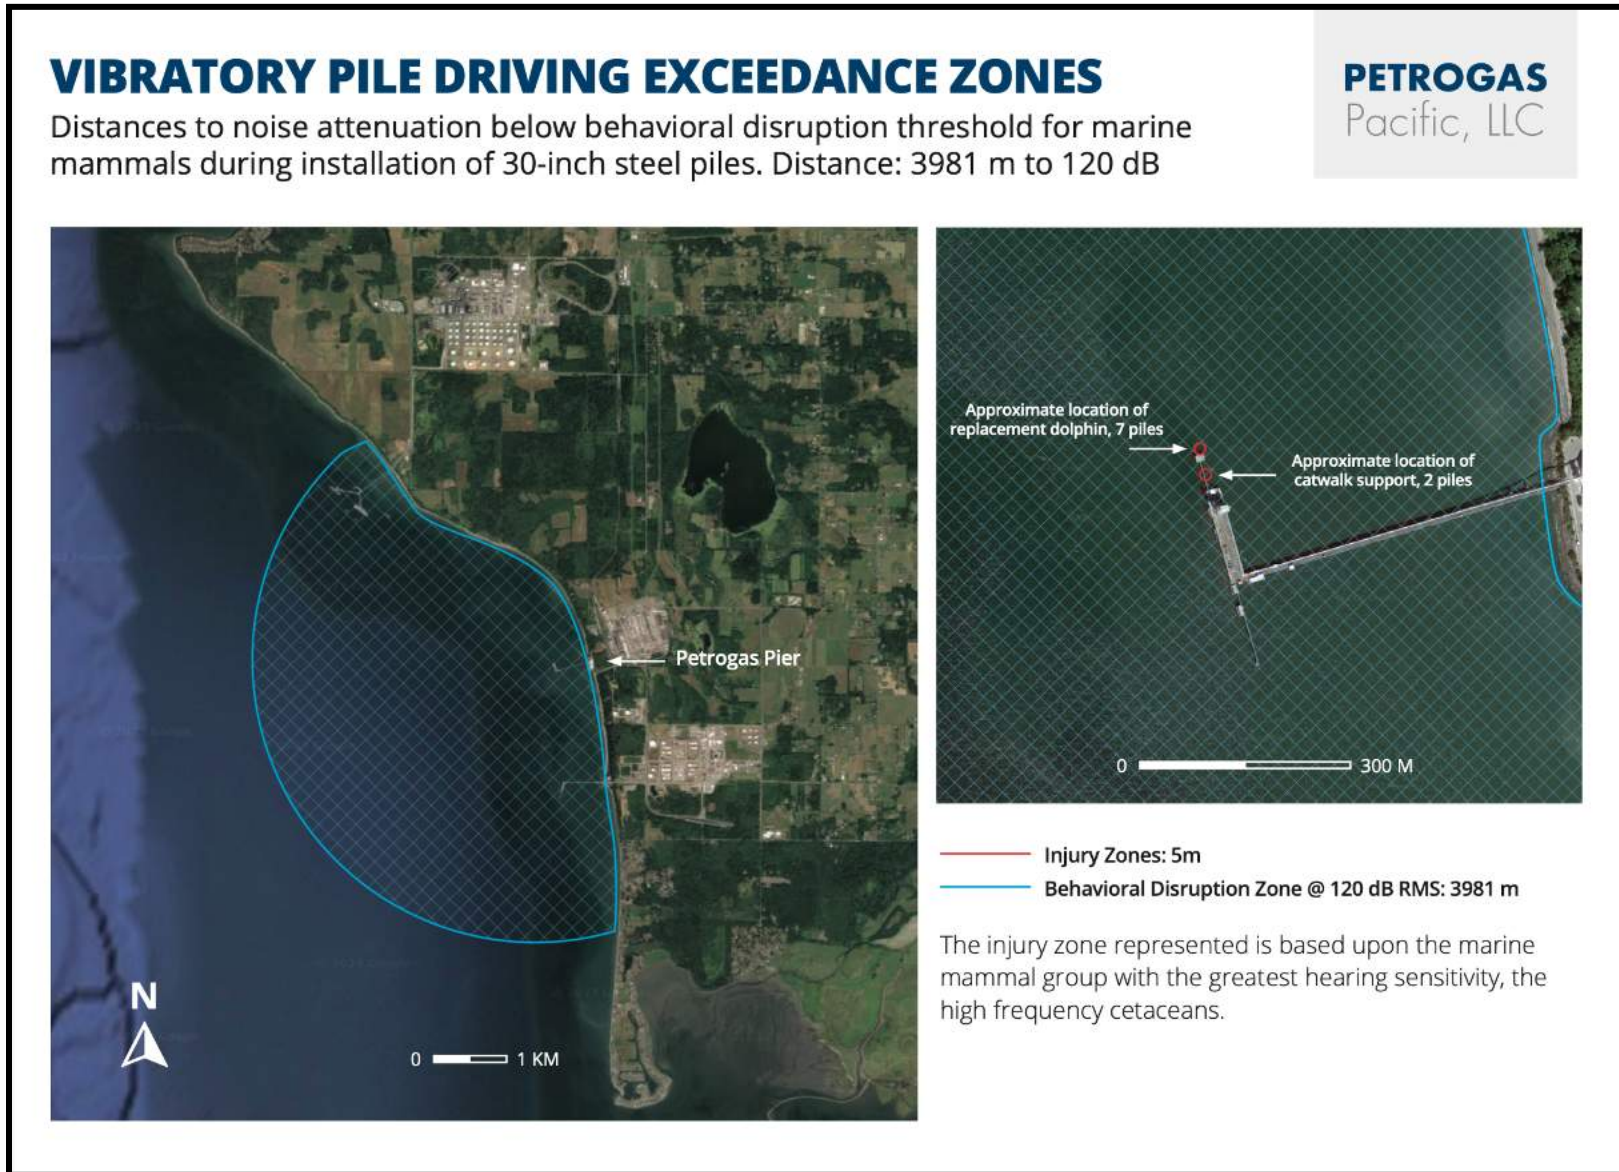 VIBRATORY PILE DRIVING EXCEEDANCE ZONES
Distances to noise attenuation below behavioral disruption threshold for marine
mammals during installation of 30-inch steel piles. Distance: 3981 m to 120 dB
PETROGAS
Pacific, LLC
Petrogas Pier
N
0 1 KM
Approximate location of
replacement dolphin, 7 piles
Approximate location of
catwalk support, 2 piles
0 300 M
Injury Zones: 5m
Behavioral Disruption Zone @ 120 dB RMS: 3981 m
The injury zone represented is based upon the marine
mammal group with the greatest hearing sensitivity, the
high frequency cetaceans.